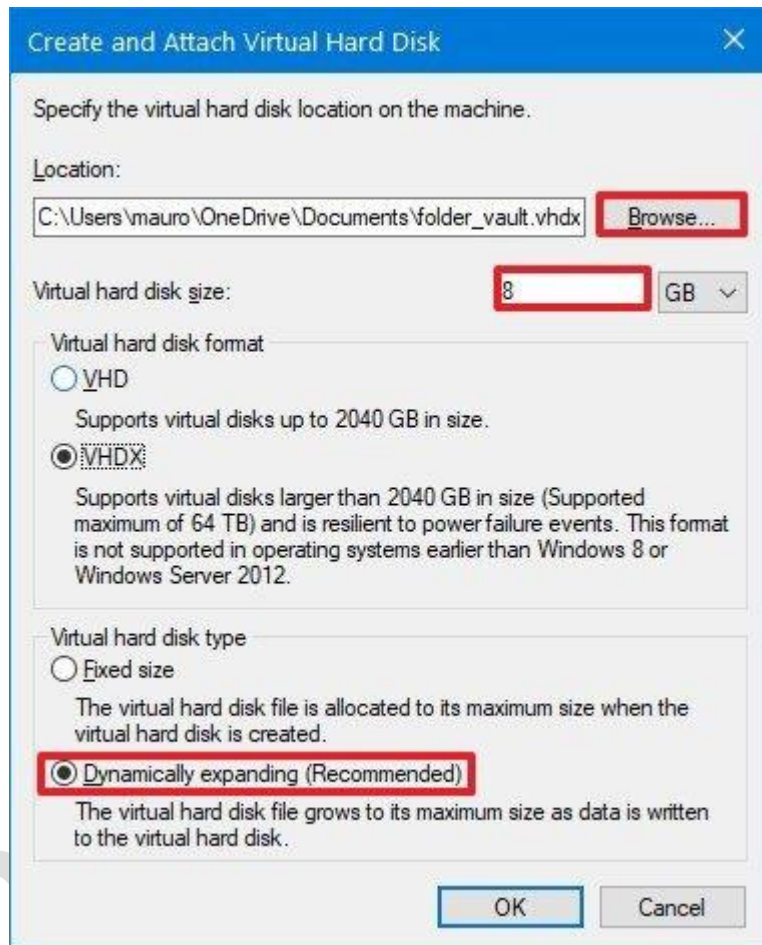 Create and Attach Virtual Hard Disk
Specify the virtual hard disk location on the machine.
Location:
C:\Users\mauro\OneDrive\Documents\folder_vault.vhdx Browse...
Virtual hard disk size: 8 GB
Virtual hard disk format
VHD
Supports virtual disks up to 2040 GB in size.
VHDX
Supports virtual disks larger than 2040 GB in size (Supported
maximum of 64 TB) and is resilient to power failure events. This format
is not supported in operating systems earlier than Windows 8 or
Windows Server 2012.
Virtual hard disk type
Fixed size
The virtual hard disk file is allocated to its maximum size when the
virtual hard disk is created.
Dynamically expanding (Recommended)
The virtual hard disk file grows to its maximum size as data is written
to the virtual hard disk.
OK Cancel